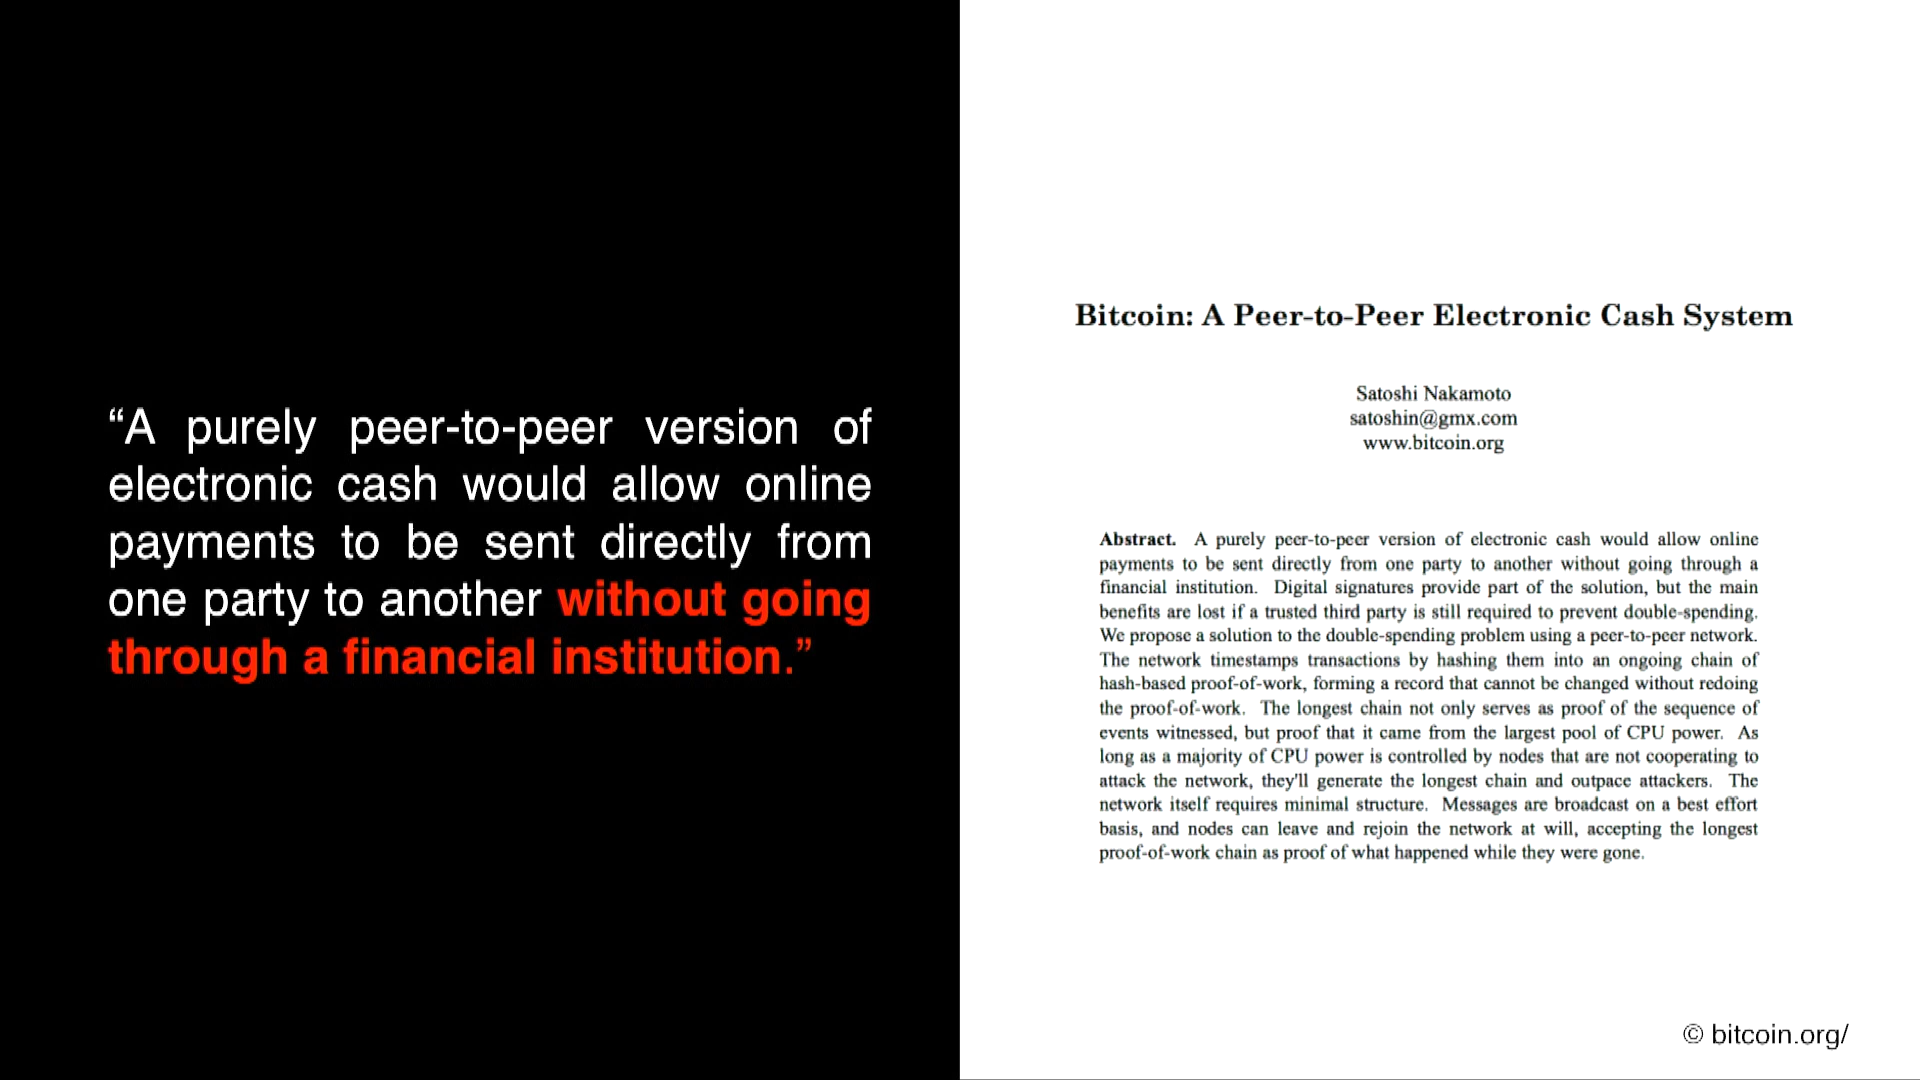 “A purely peer-to-peer version of
electronic cash would allow online
payments to be sent directly from
one party to another without going
through a financial institution.”
Bitcoin: A Peer-to-Peer Electronic Cash System
Satoshi Nakamoto
satoshin@gmx.com
www.bitcoin.org
Abstract. A purely peer-to-peer version of electronic cash would allow online
payments to be sent directly from one party to another without going through a
financial institution. Digital signatures provide part of the solution, but the main
benefits are lost if a trusted third party is still required to prevent double-spending.
We propose a solution to the double-spending problem using a peer-to-peer network.
The network timestamps transactions by hashing them into an ongoing chain of
hash-based proof-of-work, forming a record that cannot be changed without redoing
the proof-of-work. The longest chain not only serves as proof of the sequence of
events witnessed, but proof that it came from the largest pool of CPU power. As
long as a majority of CPU power is controlled by nodes that are not cooperating to
attack the network, they'll generate the longest chain and outpace attackers. The
network itself requires minimal structure. Messages are broadcast on a best effort
basis, and nodes can leave and rejoin the network at will, accepting the longest
proof-of-work chain as proof of what happened while they were gone.
© bitcoin.org/